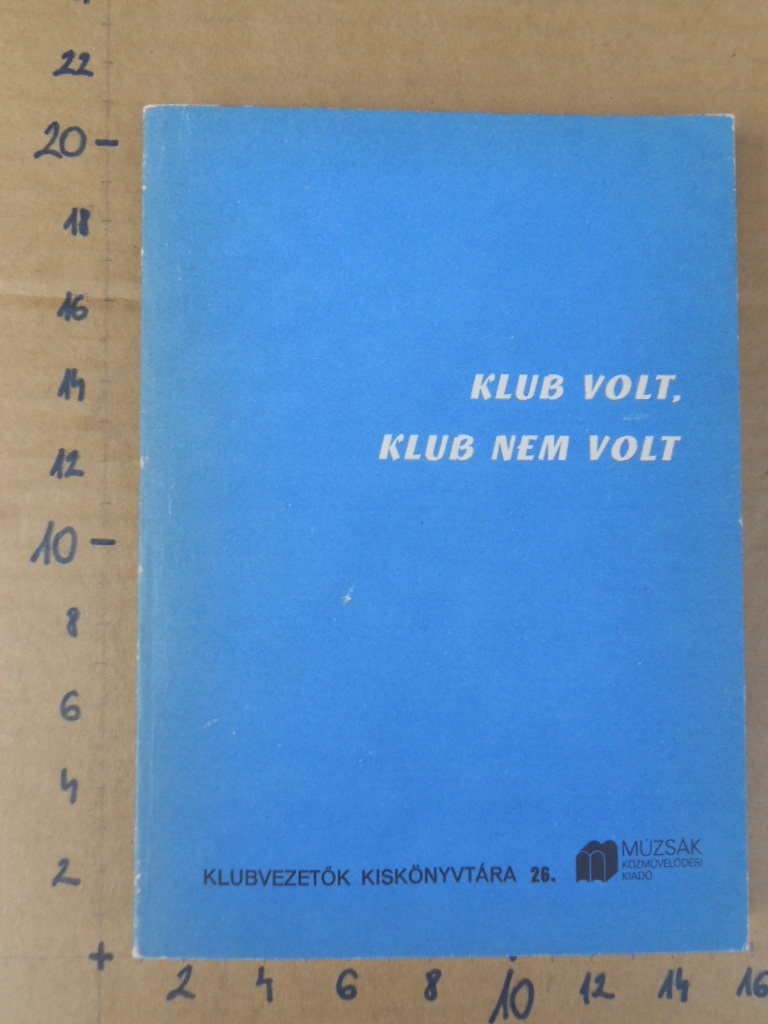 22
20
18
16
14
12
10
8
6
4
2
KLUB VOLT,
KLUB NEM VOLT
KLUBVEZETŐK KISKÖNYVTÁRA 26.
MÚZSÁK
KÖZMŰVELŐDÉSI
KIADÓ
2 4 6 8 10 12 14 16